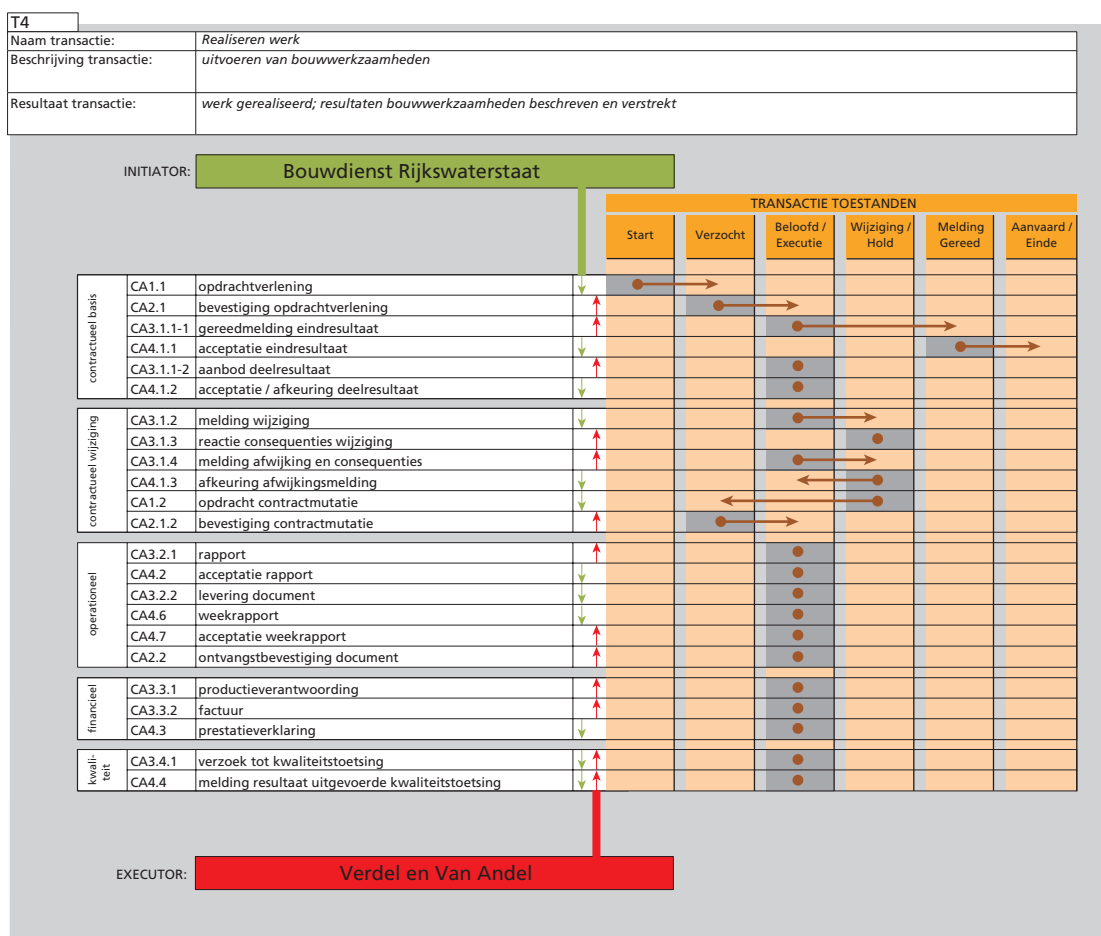 T4
Naam transactie: Realiseren werk
Beschrijving transactie: uitvoeren van bouwwerkzaamheden
Resultaat transactie: werk gerealiseerd; resultaten bouwwerkzaamheden beschreven en verstrekt
INITIATOR: Bouwdienst Rijkswaterstaat
TRANSACTIE TOESTANDEN
Start Verzocht Beloofd / Executie Wijziging / Hold Melding Gereed Aanvaard / Einde
contractueel basis
CA1.1 opdrachtverlening
CA2.1 bevestiging opdrachtverlening
CA3.1.1-1 gereedmelding eindresultaat
CA4.1.1 acceptatie eindresultaat
CA3.1.1-2 aanbod deelresultaat
CA4.1.2 acceptatie / afkeuring deelresultaat
contractueel wijziging
CA3.1.2 melding wijziging
CA3.1.3 reactie consequenties wijziging
CA3.1.4 melding afwijking en consequenties
CA4.1.3 afkeuring afwijkingsmelding
CA1.2 opdracht contractmutatie
CA2.1.2 bevestiging contractmutatie
operationeel
CA3.2.1 rapport
CA4.2 acceptatie rapport
CA3.2.2 levering document
CA4.6 weekrapport
CA4.7 acceptatie weekrapport
CA2.2 ontvangstbevestiging document
financieel
CA3.3.1 productieverantwoording
CA3.3.2 factuur
CA4.3 prestatieverklaring
kwali-
teit
CA3.4.1 verzoek tot kwaliteitstoetsing
CA4.4 melding resultaat uitgevoerde kwaliteitstoetsing
EXECUTOR: Verdel en Van Andel